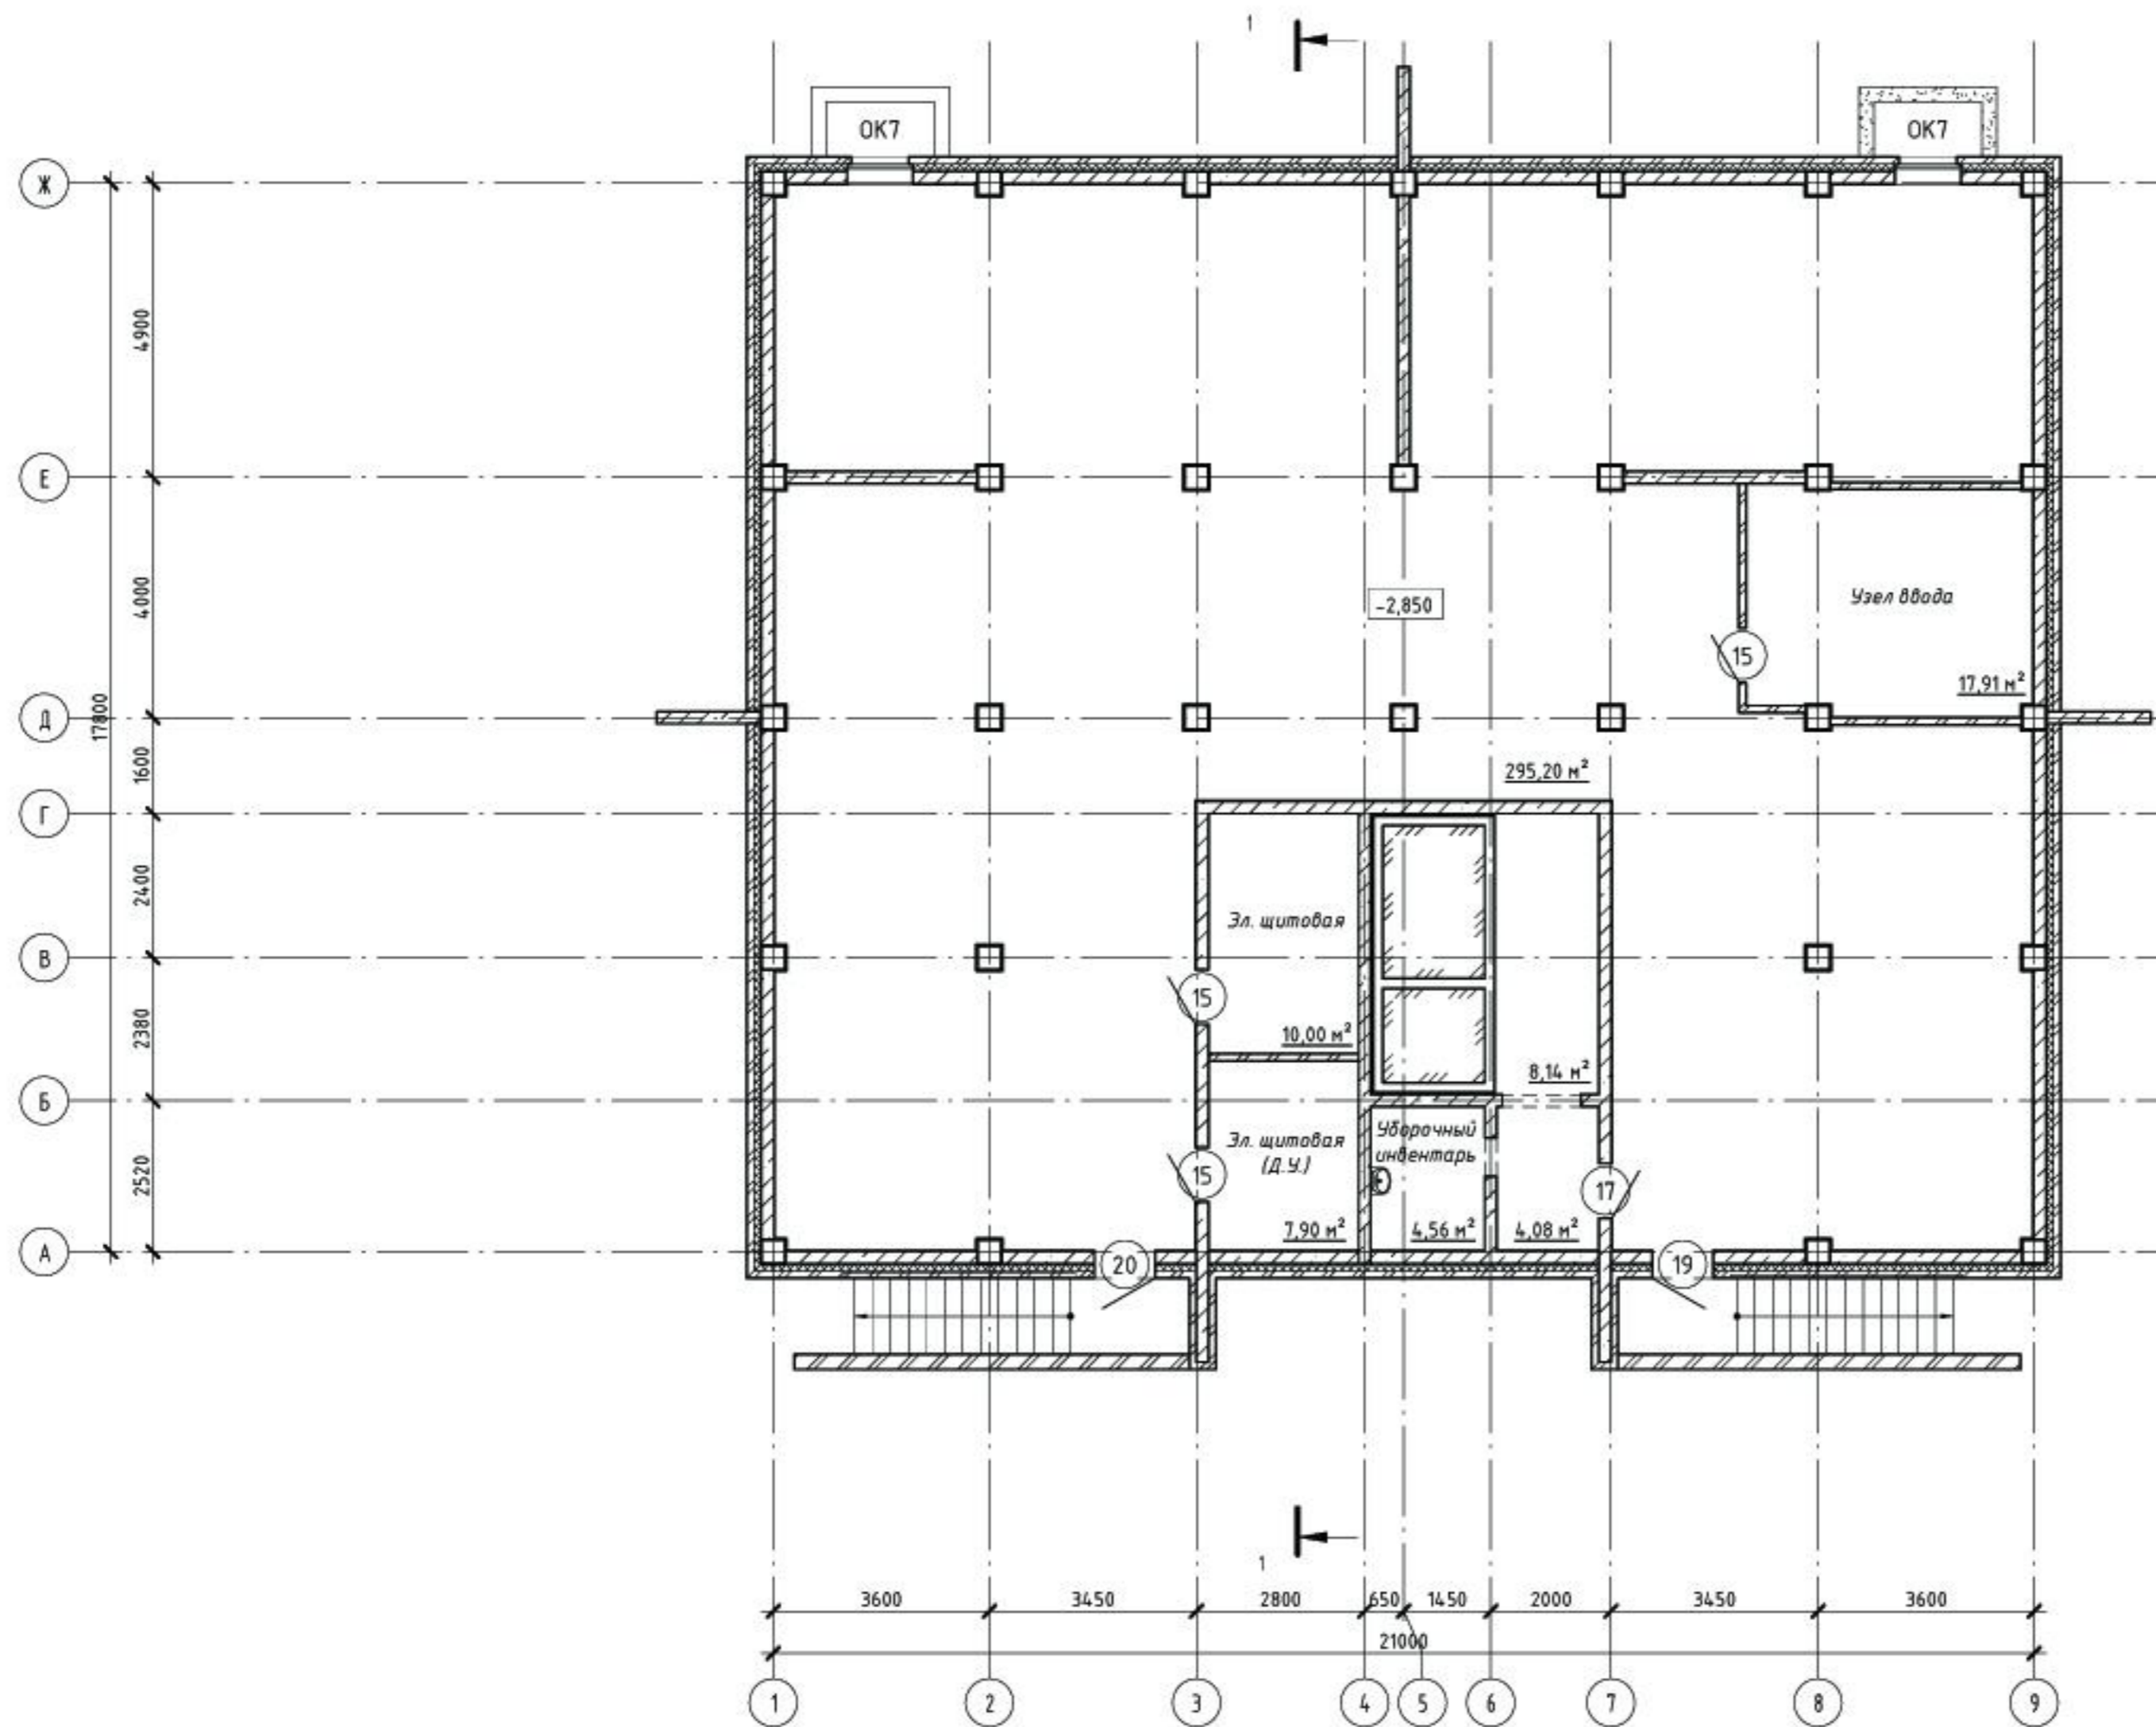 1
ОК7
ОК7
Ж
4900
Е
-2,850
4000
Узел ввода
15
17,91 м²
Д
17800
1600
295,20 м²
Г
2400
Эл. щитовая
В
15
2380
10,00 м²
8,14 м²
Б
Уборочный
инвентарь
Эл. щитовая
(Д.У.)
15
17
2520
7,90 м²
4,56 м²
4,08 м²
А
20
19
1
3600
3450
2800
650
1450
2000
3450
3600
21000
1
2
3
4
5
6
7
8
9